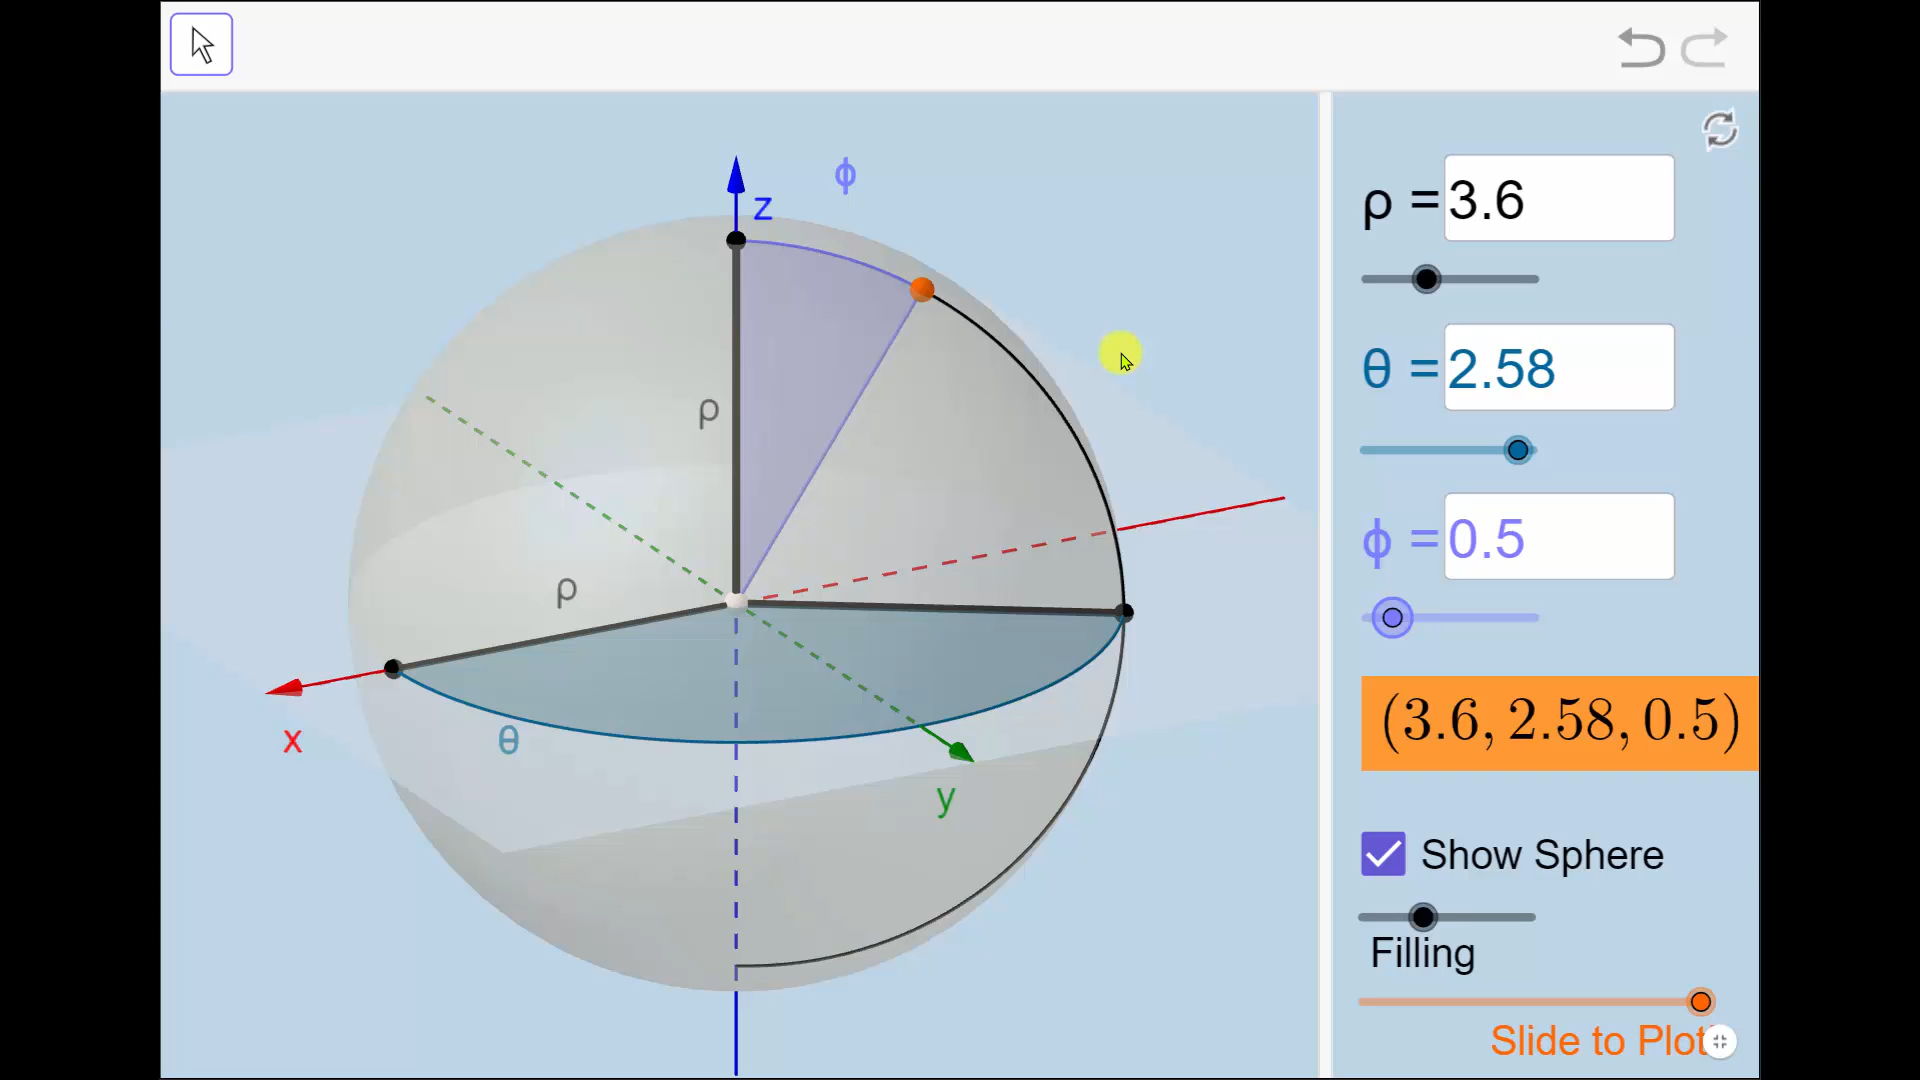 ϕ
z
ρ
ρ
θ
x
y
ρ = 3.6
θ = 2.58
ϕ = 0.5
(3.6, 2.58, 0.5)
Show Sphere
Filling
Slide to Plot